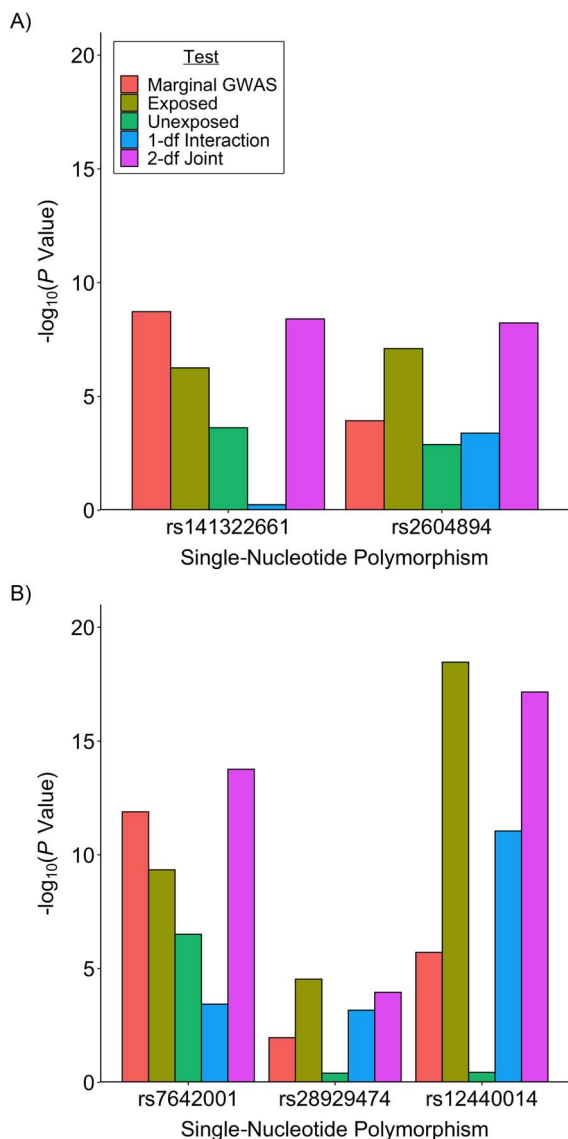 A)
20
15
10
5
0
-log10(P Value)
Test
Marginal GWAS
Exposed
Unexposed
1-df Interaction
2-df Joint
rs141322661 rs2604894
Single-Nucleotide Polymorphism
B)
20
15
10
5
0
-log10(P Value)
rs7642001 rs28929474 rs12440014
Single-Nucleotide Polymorphism